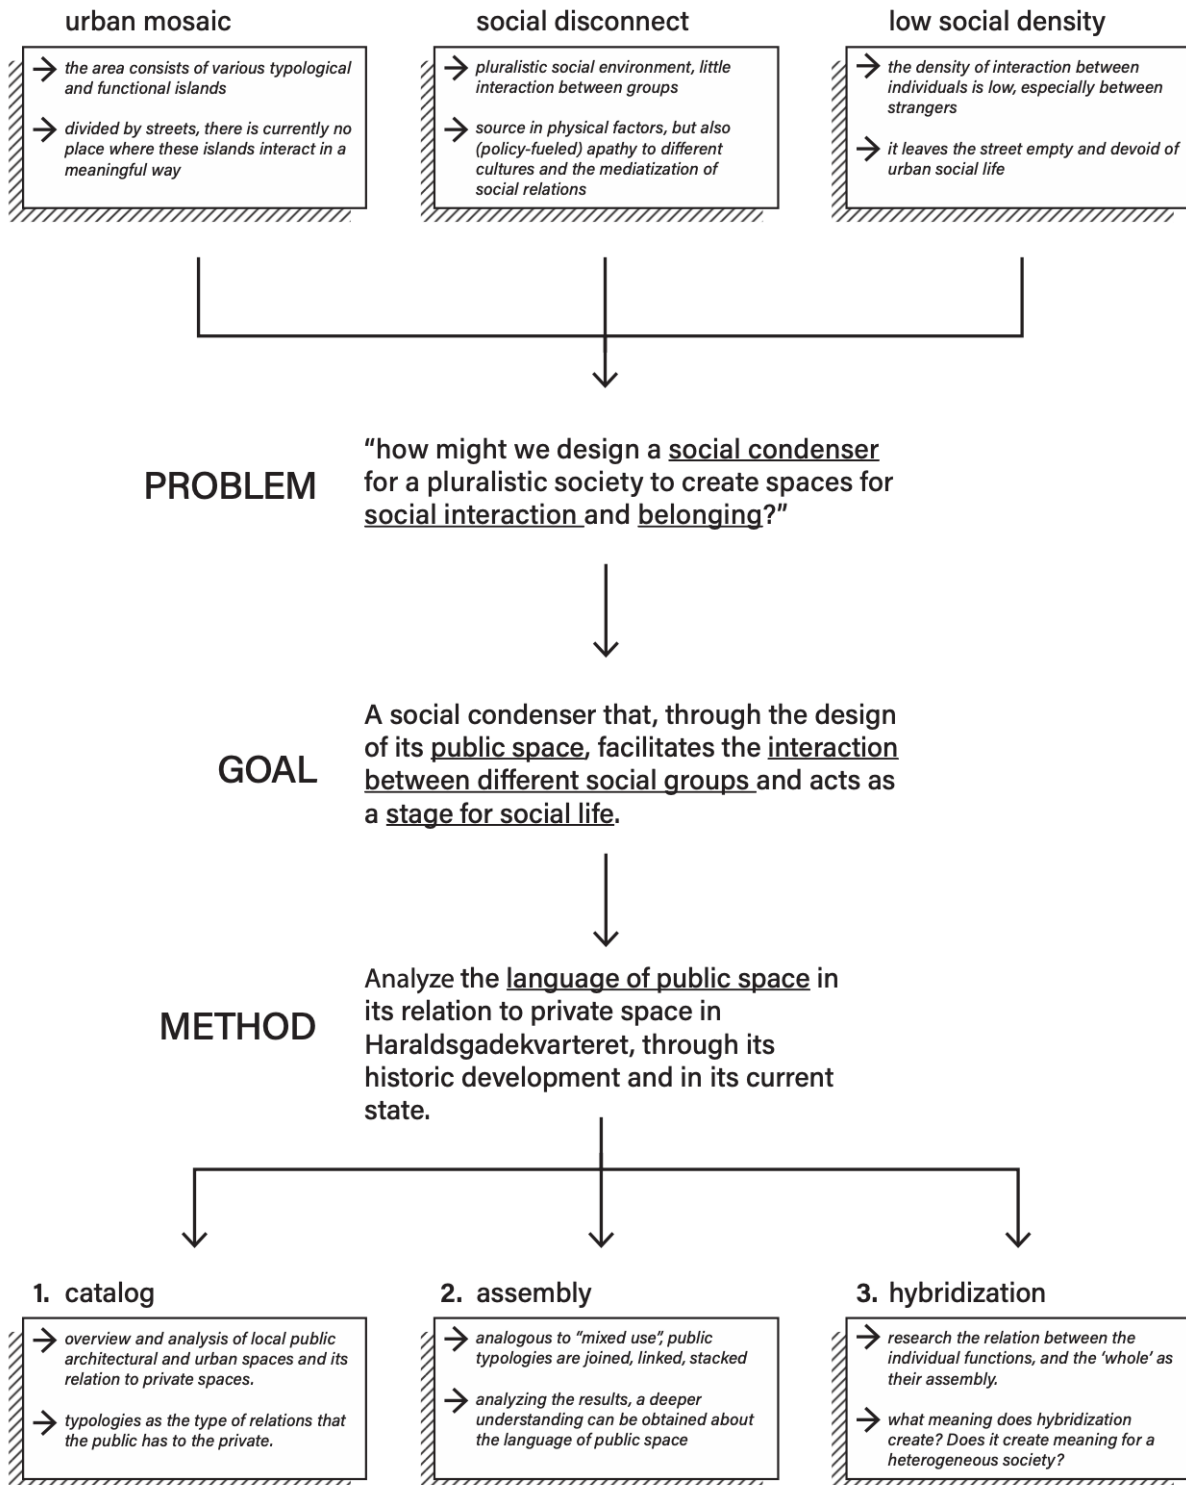 urban mosaic
→ the area consists of various typological
and functional islands
→ divided by streets, there is currently no
place where these islands interact in a
meaningful way
social disconnect
→ pluralistic social environment, little
interaction between groups
→ source in physical factors, but also
(policy-fueled) apathy to different
cultures and the mediatization of
social relations
low social density
→ the density of interaction between
individuals is low, especially between
strangers
→ it leaves the street empty and devoid of
urban social life
PROBLEM
“how might we design a social condenser
for a pluralistic society to create spaces for
social interaction and belonging?”
GOAL
A social condenser that, through the design
of its public space, facilitates the interaction
between different social groups and acts as
a stage for social life.
METHOD
Analyze the language of public space in
its relation to private space in
Haraldsgadekvarteret, through its
historic development and in its current
state.
1. catalog
→ overview and analysis of local public
architectural and urban spaces and its
relation to private spaces.
→ typologies as the type of relations that
the public has to the private.
2. assembly
→ analogous to “mixed use”, public
typologies are joined, linked, stacked
→ analyzing the results, a deeper
understanding can be obtained about
the language of public space
3. hybridization
→ research the relation between the
individual functions, and the ‘whole’ as
their assembly.
→ what meaning does hybridization
create? Does it create meaning for a
heterogeneous society?